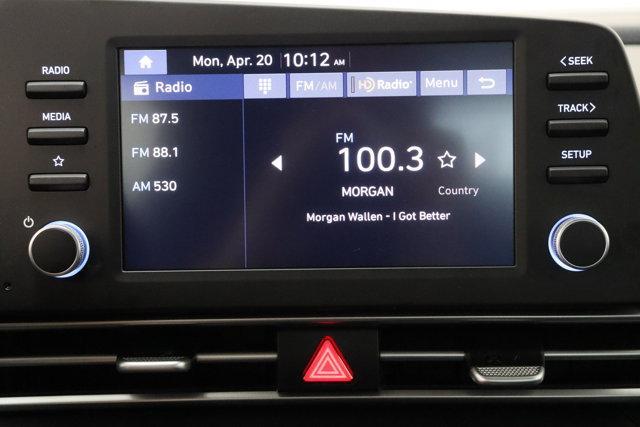 RADIO
MEDIA
Mon, Apr. 20 10:12 AM
Radio
FM/AM
HD Radio
Menu
FM 87.5
FM 88.1
AM 530
FM
100.3
MORGAN
Country
Morgan Wallen - I Got Better
<SEEK
TRACK>
SETUP